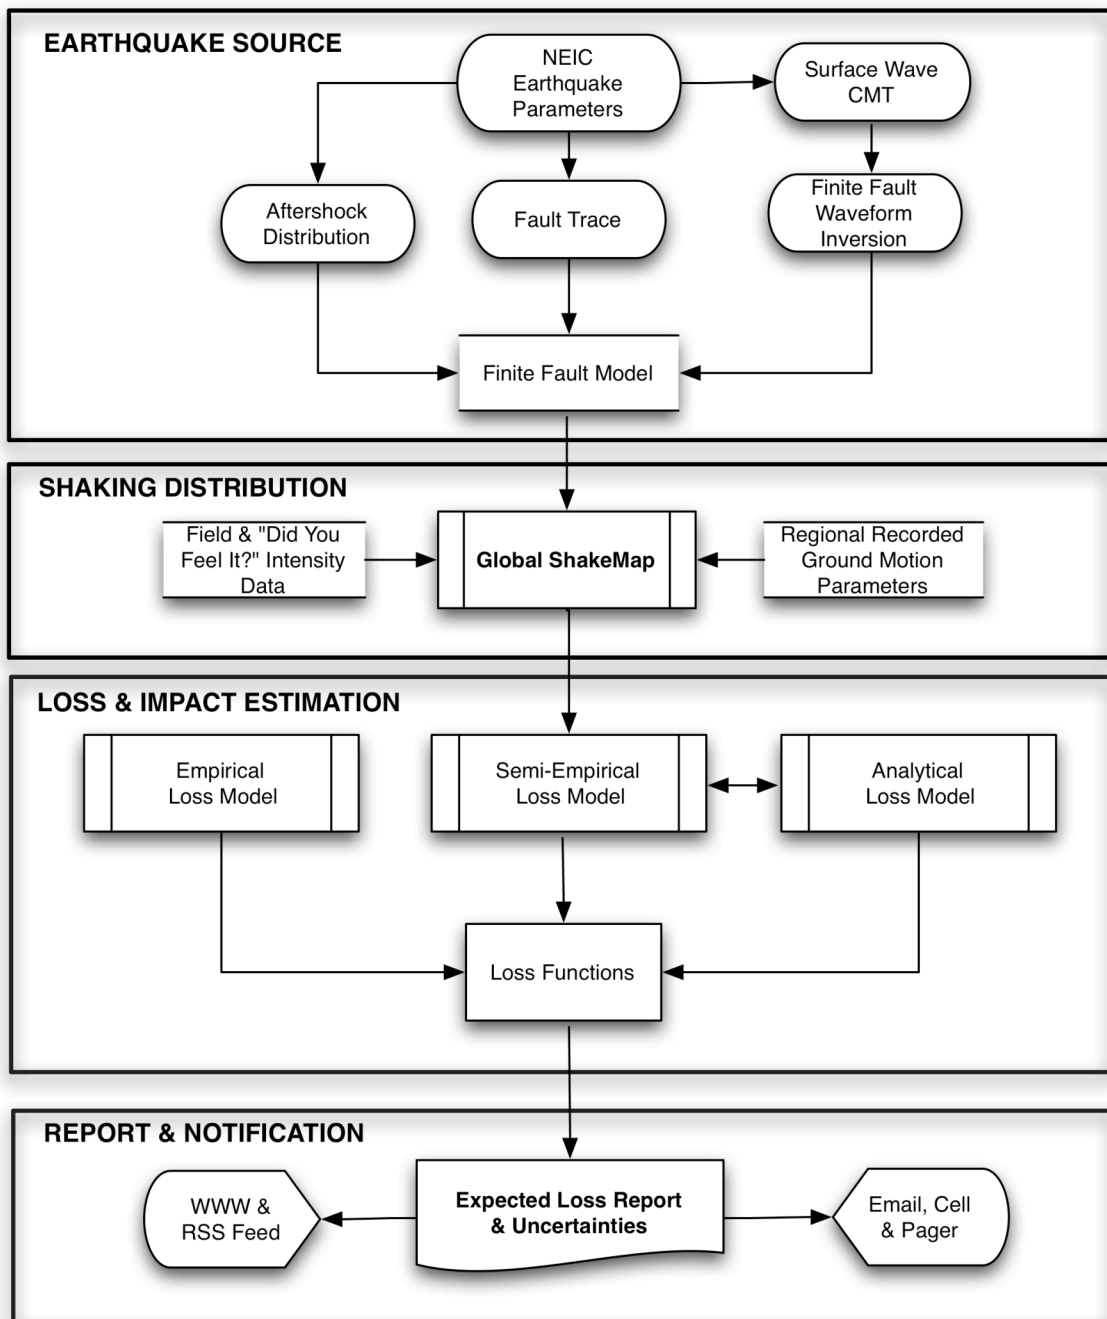 EARTHQUAKE SOURCE
NEIC
Earthquake
Parameters
Surface Wave
CMT
Aftershock
Distribution
Fault Trace
Finite Fault
Waveform
Inversion
Finite Fault Model
SHAKING DISTRIBUTION
Field & "Did You
Feel It?" Intensity
Data
Global ShakeMap
Regional Recorded
Ground Motion
Parameters
LOSS & IMPACT ESTIMATION
Empirical
Loss Model
Semi-Empirical
Loss Model
Analytical
Loss Model
Loss Functions
REPORT & NOTIFICATION
WWW &
RSS Feed
Expected Loss Report
& Uncertainties
Email, Cell
& Pager